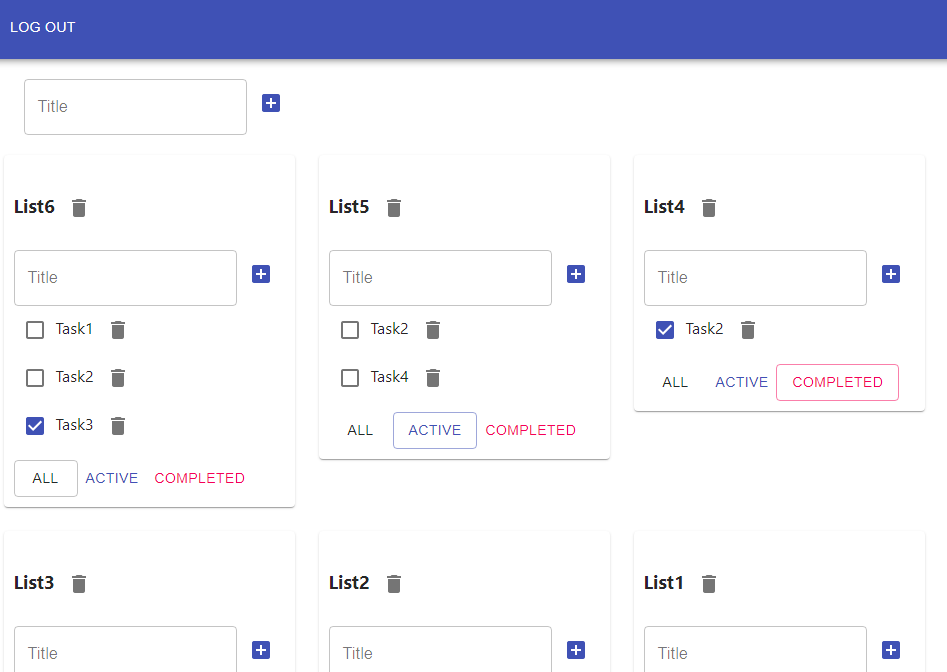 LOG OUT
Title
List6
Title
Task1
Task2
Task3
ALL ACTIVE COMPLETED
List5
Title
Task2
Task4
ALL ACTIVE COMPLETED
List4
Title
Task2
ALL ACTIVE COMPLETED
List3
Title
List2
Title
List1
Title